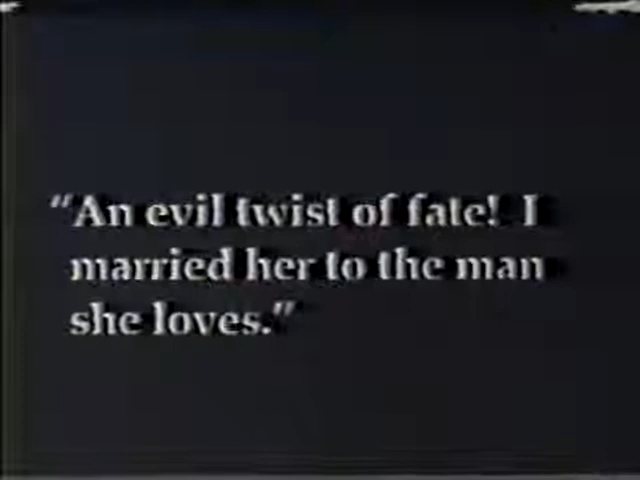 "An evil twist of fate! I
married her to the man
she loves."